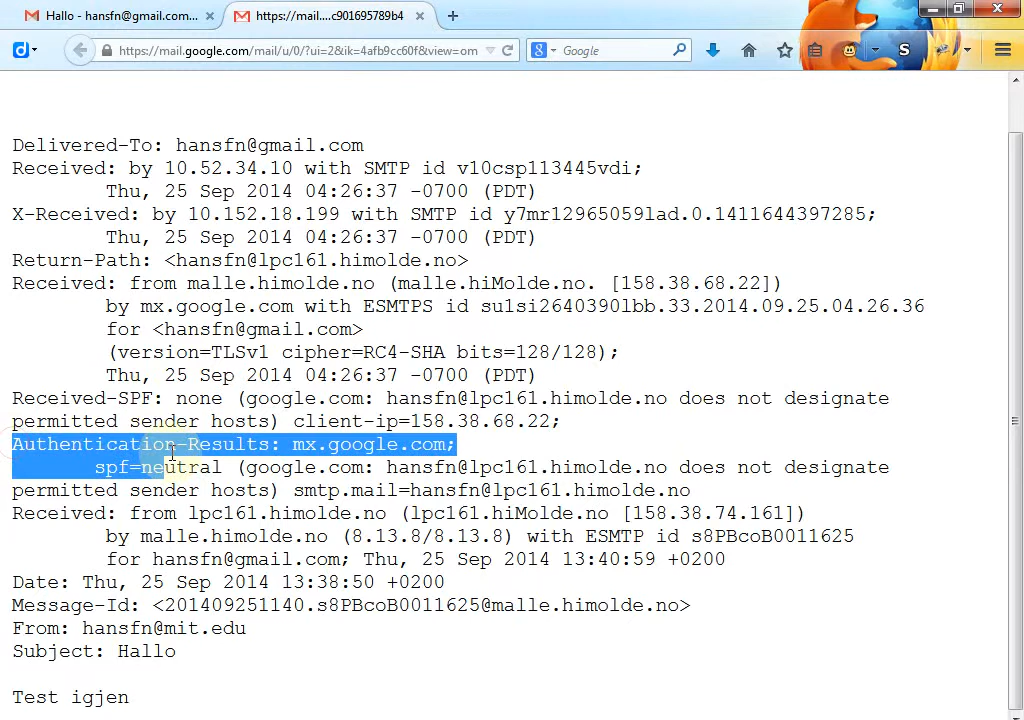 Hallo - hansfn@gmail.com...
https://mail....c901695789b4
https://mail.google.com/mail/u/0/?ui=2&ik=4afb9cc60f&view=om
Google
Delivered-To: hansfn@gmail.com
Received: by 10.52.34.10 with SMTP id v10csp113445vdi;
Thu, 25 Sep 2014 04:26:37 -0700 (PDT)
X-Received: by 10.152.18.199 with SMTP id y7mr12965059lad.0.1411644397285;
Thu, 25 Sep 2014 04:26:37 -0700 (PDT)
Return-Path: <hansfn@lpc161.himolde.no>
Received: from malle.himolde.no (malle.hiMolde.no. [158.38.68.22])
by mx.google.com with ESMTPS id su1si2640390lbb.33.2014.09.25.04.26.36
for <hansfn@gmail.com>
(version=TLSv1 cipher=RC4-SHA bits=128/128);
Thu, 25 Sep 2014 04:26:37 -0700 (PDT)
Received-SPF: none (google.com: hansfn@lpc161.himolde.no does not designate
permitted sender hosts) client-ip=158.38.68.22;
Authentication-Results: mx.google.com;
spf=neutral (google.com: hansfn@lpc161.himolde.no does not designate
permitted sender hosts) smtp.mail=hansfn@lpc161.himolde.no
Received: from lpc161.himolde.no (lpc161.hiMolde.no [158.38.74.161])
by malle.himolde.no (8.13.8/8.13.8) with ESMTP id s8PBcoB0011625
for hansfn@gmail.com; Thu, 25 Sep 2014 13:40:59 +0200
Date: Thu, 25 Sep 2014 13:38:50 +0200
Message-Id: <201409251140.s8PBcoB0011625@malle.himolde.no>
From: hansfn@mit.edu
Subject: Hallo
Test igjen